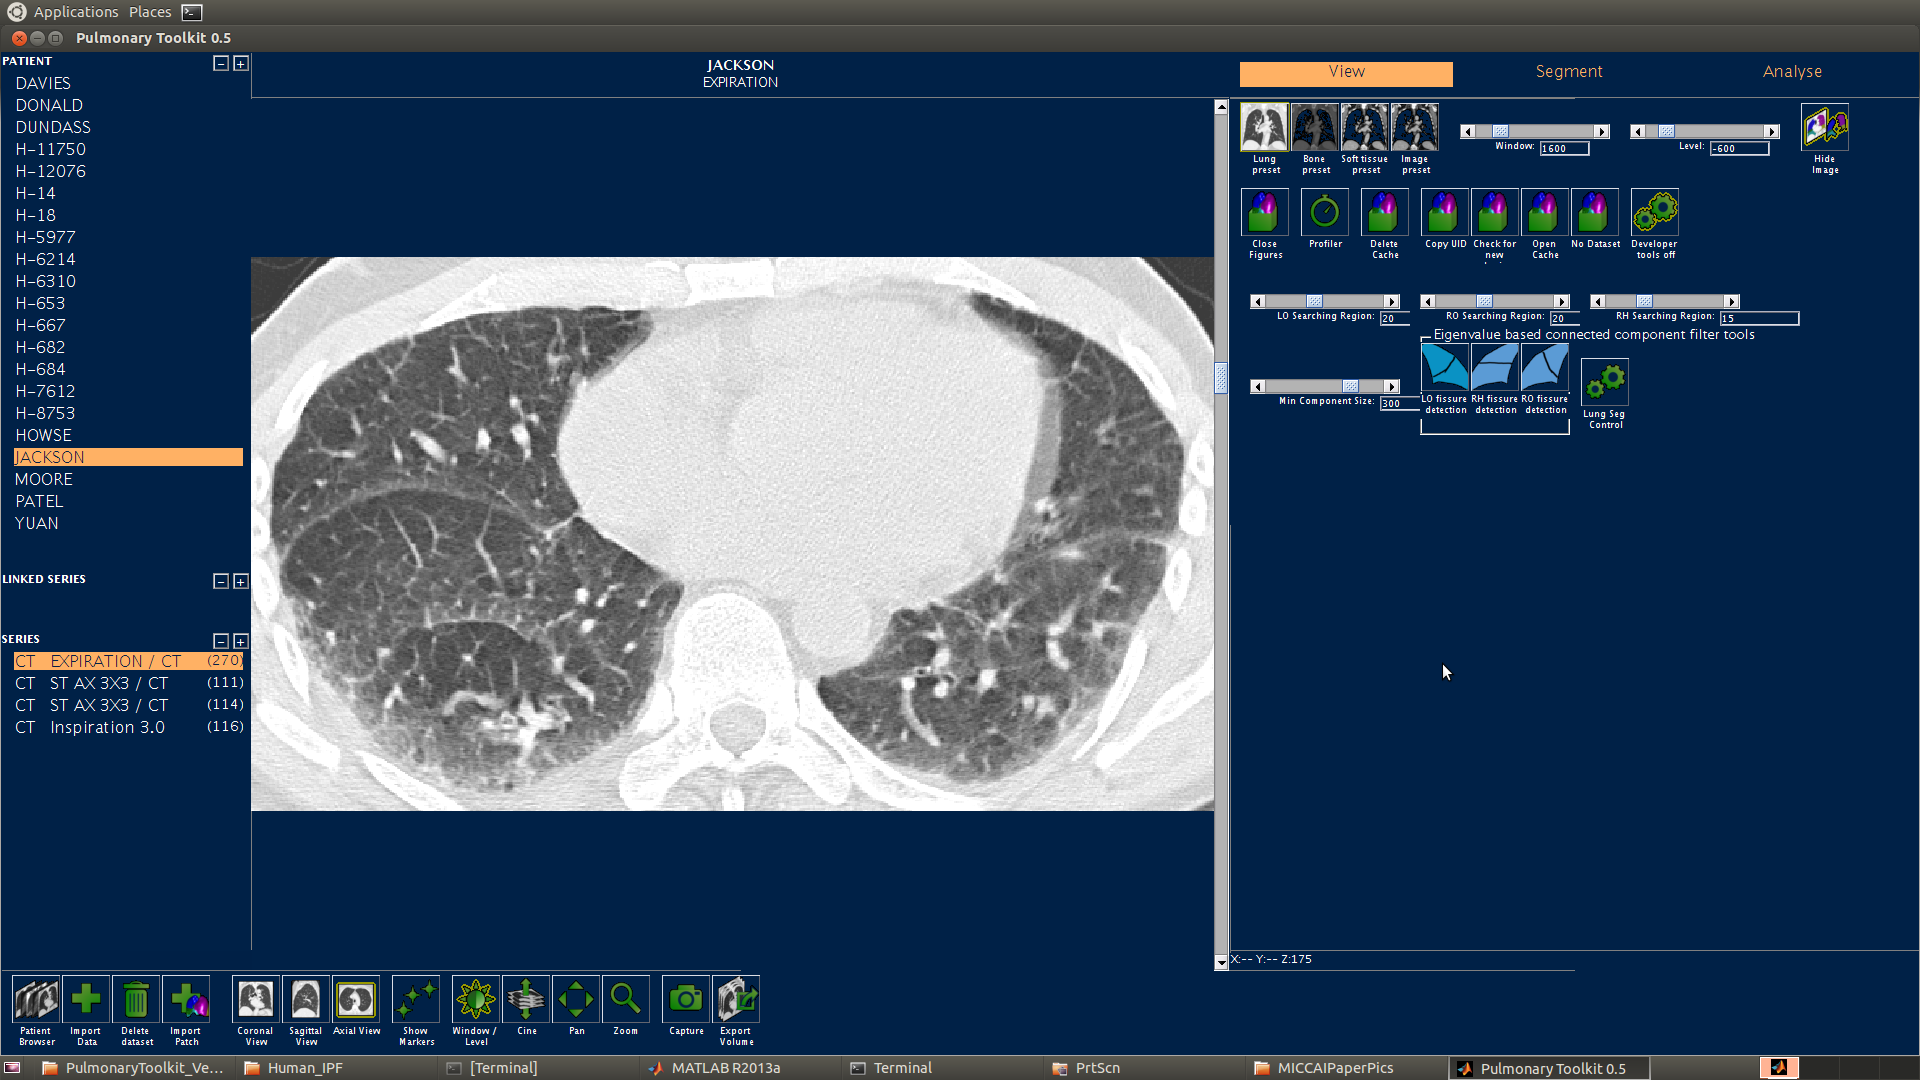 Applications Places
Pulmonary Toolkit 0.5
PATIENT
DAVIES
DONALD
DUNDASS
H-11750
H-12076
H-14
H-18
H-5977
H-6214
H-6310
H-653
H-667
H-682
H-684
H-7612
H-8753
HOWSE
JACKSON
MOORE
PATEL
YUAN
LINKED SERIES
SERIES
CT EXPIRATION / CT (270)
CT ST AX 3X3 / CT (111)
CT ST AX 3X3 / CT (114)
CT Inspiration 3.0 (116)
JACKSON
EXPIRATION
View Segment Analyse
Lung preset
Bone preset
Soft tissue preset
Image preset
Window: 1600
Level: -600
Hide Image
Close Figures
Profiler
Delete Cache
Copy UID
Check for new
Open Cache
No Dataset
Developer tools off
LO Searching Region: 20
RO Searching Region: 20
RH Searching Region: 15
Eigenvalue based connected component filter tools
Min Component Size: 300
LO fissure detection
RH fissure detection
RO fissure detection
Lung Seg Control
X:-- Y:-- Z:175
Patient Browser
Import Data
Delete dataset
Import Patch
Coronal View
Sagittal View
Axial View
Show Markers
Window / Level
Cine
Pan
Zoom
Capture
Export Volume
PulmonaryToolkit_Ve...
Human_IPF
[Terminal]
MATLAB R2013a
Terminal
PrtScn
MICCAIPaperPics
Pulmonary Toolkit 0.5